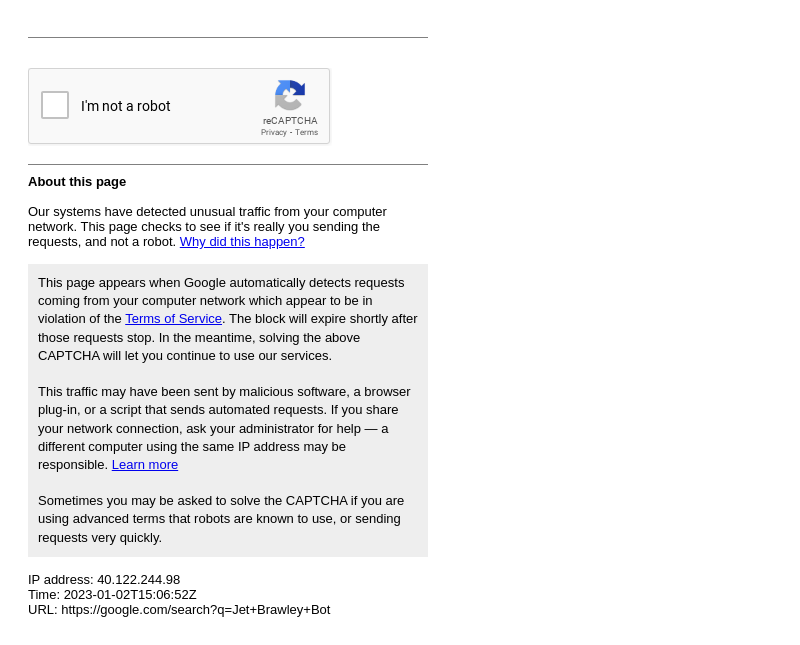 I'm not a robot
reCAPTCHA
Privacy - Terms
About this page
Our systems have detected unusual traffic from your computer
network. This page checks to see if it's really you sending the
requests, and not a robot. Why did this happen?
This page appears when Google automatically detects requests
coming from your computer network which appear to be in
violation of the Terms of Service. The block will expire shortly after
those requests stop. In the meantime, solving the above
CAPTCHA will let you continue to use our services.
This traffic may have been sent by malicious software, a browser
plug-in, or a script that sends automated requests. If you share
your network connection, ask your administrator for help — a
different computer using the same IP address may be
responsible. Learn more
Sometimes you may be asked to solve the CAPTCHA if you are
using advanced terms that robots are known to use, or sending
requests very quickly.
IP address: 40.122.244.98
Time: 2023-01-02T15:06:52Z
URL: https://google.com/search?q=Jet+Brawley+Bot